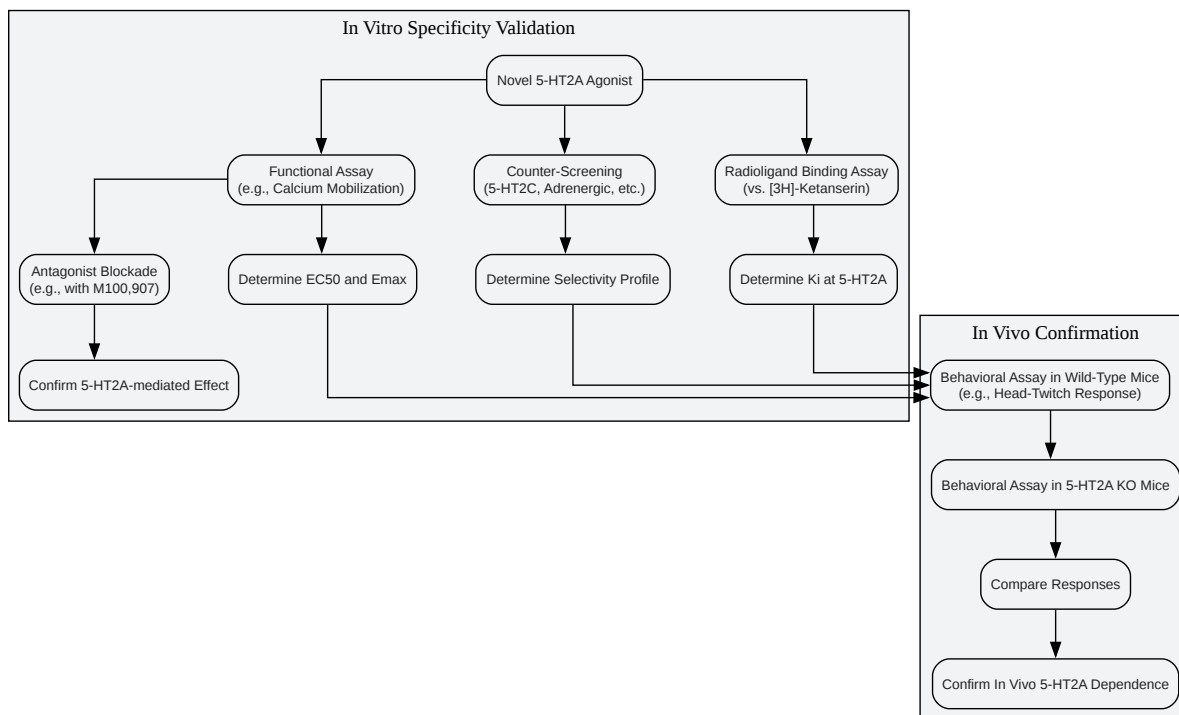 In Vitro Specificity Validation
Novel 5-HT2A Agonist
Functional Assay
(e.g., Calcium Mobilization)
Counter-Screening
(5-HT2C, Adrenergic, etc.)
Radioligand Binding Assay
(vs. [3H]-Ketanserin)
Antagonist Blockade
(e.g., with M100,907)
Determine EC50 and Emax
Determine Selectivity Profile
Determine Ki at 5-HT2A
Confirm 5-HT2A-mediated Effect
In Vivo Confirmation
Behavioral Assay in Wild-Type Mice
(e.g., Head-Twitch Response)
Behavioral Assay in 5-HT2A KO Mice
Compare Responses
Confirm In Vivo 5-HT2A Dependence